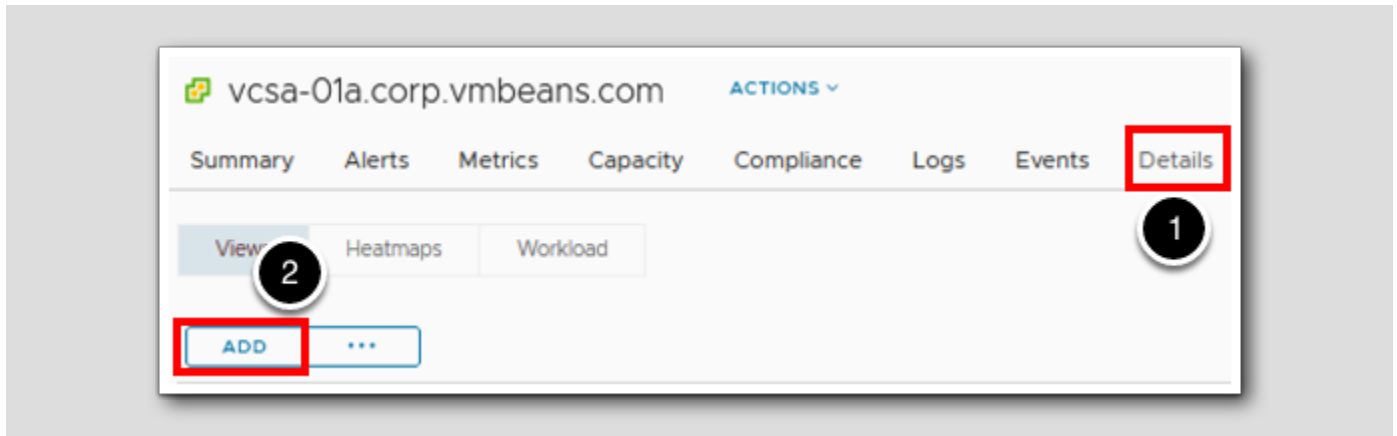 vcsa-01a.corp.vmbeans.com ACTIONS
Summary Alerts Metrics Capacity Compliance Logs Events Details
1
Views Heatmaps Workload
2
ADD ...